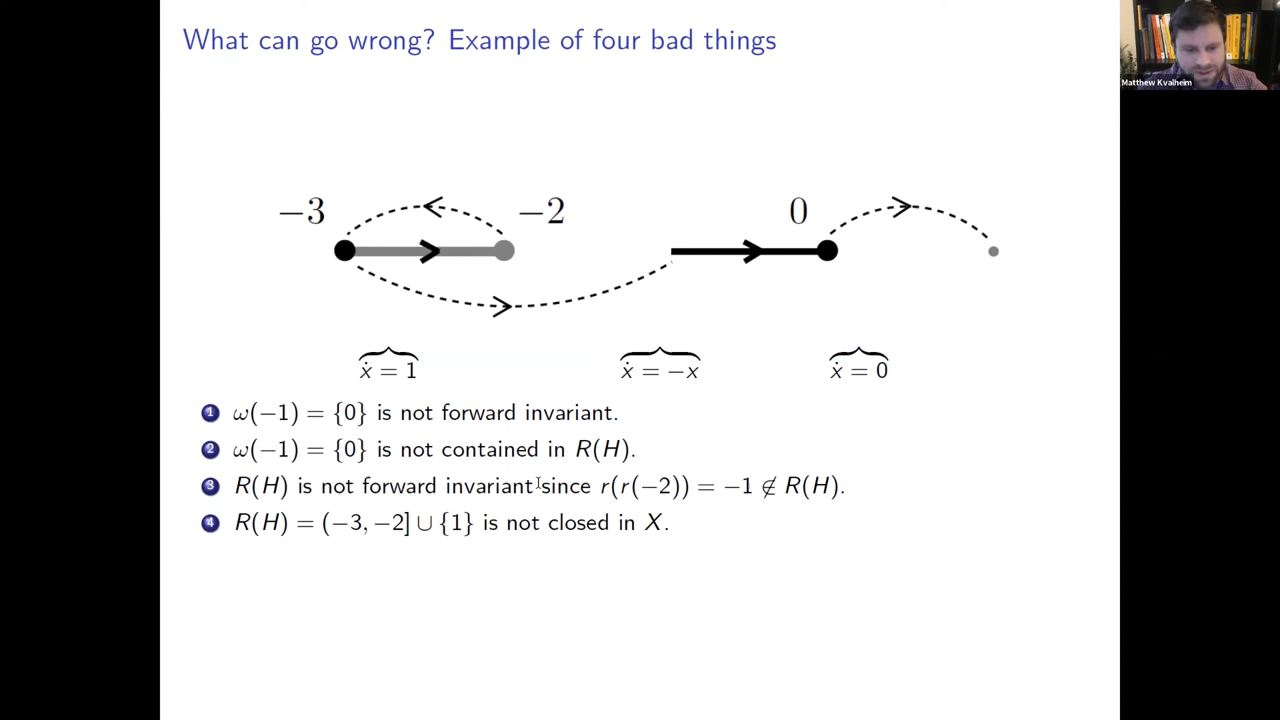 What can go wrong? Example of four bad things
Matthew Kvalheim
−3
−2
0
ẋ = 1
ẋ = −x
ẋ = 0
1 ω(−1) = {0} is not forward invariant.
2 ω(−1) = {0} is not contained in R(H).
3 R(H) is not forward invariant since r(r(−2)) = −1 ∉ R(H).
4 R(H) = (−3, −2] ∪ {1} is not closed in X.